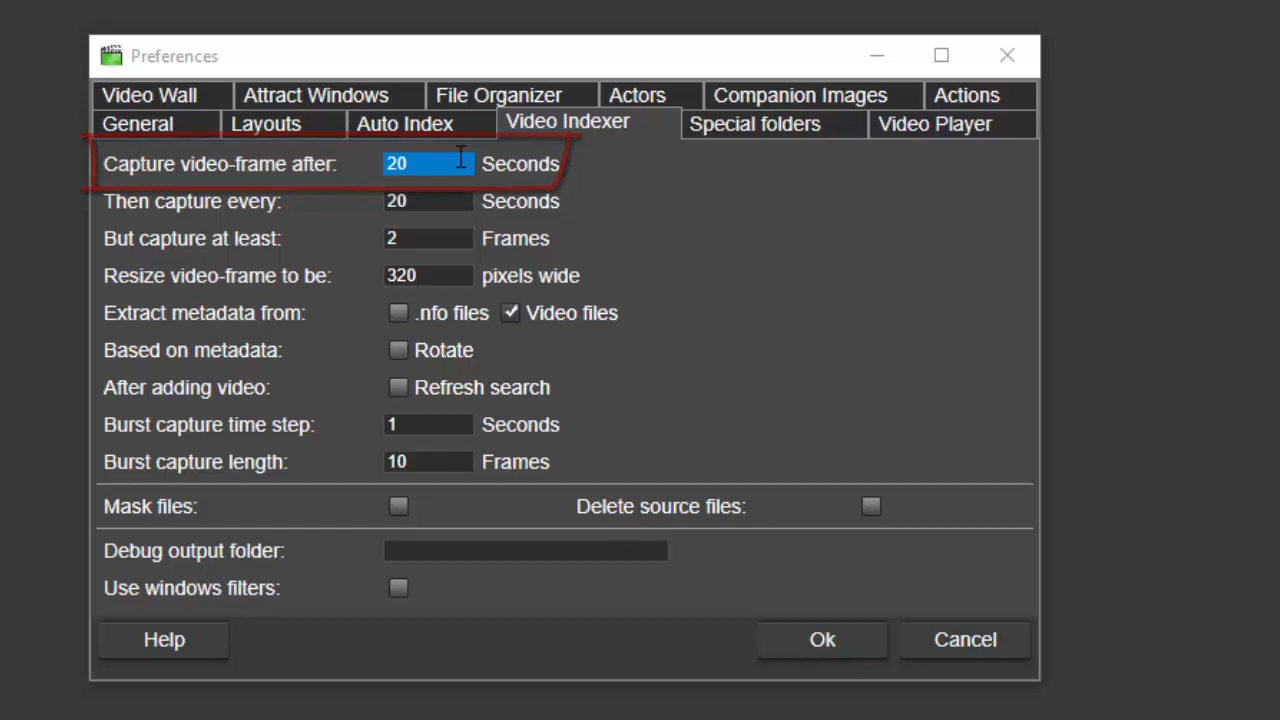 Preferences
Video Wall Attract Windows File Organizer Actors Companion Images Actions
General Layouts Auto Index Video Indexer Special folders Video Player
Capture video-frame after: 20 Seconds
Then capture every: 20 Seconds
But capture at least: 2 Frames
Resize video-frame to be: 320 pixels wide
Extract metadata from: .nfo files Video files
Based on metadata: Rotate
After adding video: Refresh search
Burst capture time step: 1 Seconds
Burst capture length: 10 Frames
Mask files: Delete source files:
Debug output folder:
Use windows filters:
Help Ok Cancel